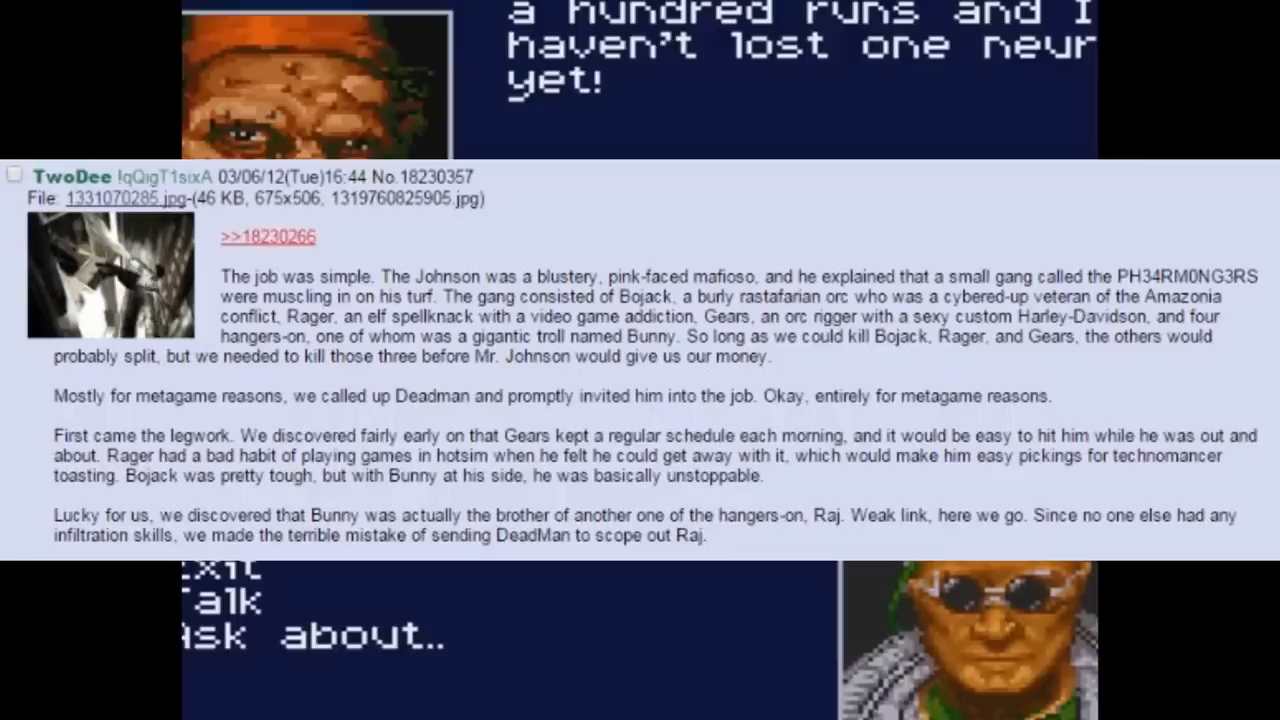 a hundred runs and I
haven't lost one neur
yet!
TwoDee !qQigT1sixA 03/06/12(Tue)16:44 No.18230357
File: 1331070285.jpg-(46 KB, 675x506, 1319760825905.jpg)
>>18230266
The job was simple. The Johnson was a blustery, pink-faced mafioso, and he explained that a small gang called the PH34RM0NG3RS
were muscling in on his turf. The gang consisted of Bojack, a burly rastafarian orc who was a cybered-up veteran of the Amazonia
conflict, Rager, an elf spellknack with a video game addiction, Gears, an orc rigger with a sexy custom Harley-Davidson, and four
hangers-on, one of whom was a gigantic troll named Bunny. So long as we could kill Bojack, Rager, and Gears, the others would
probably split, but we needed to kill those three before Mr. Johnson would give us our money.
Mostly for metagame reasons, we called up Deadman and promptly invited him into the job. Okay, entirely for metagame reasons.
First came the legwork. We discovered fairly early on that Gears kept a regular schedule each morning, and it would be easy to hit him while he was out and
about. Rager had a bad habit of playing games in hotsim when he felt he could get away with it, which would make him easy pickings for technomancer
toasting. Bojack was pretty tough, but with Bunny at his side, he was basically unstoppable.
Lucky for us, we discovered that Bunny was actually the brother of another one of the hangers-on, Raj. Weak link, here we go. Since no one else had any
infiltration skills, we made the terrible mistake of sending DeadMan to scope out Raj.
Exit
Talk
Ask about..